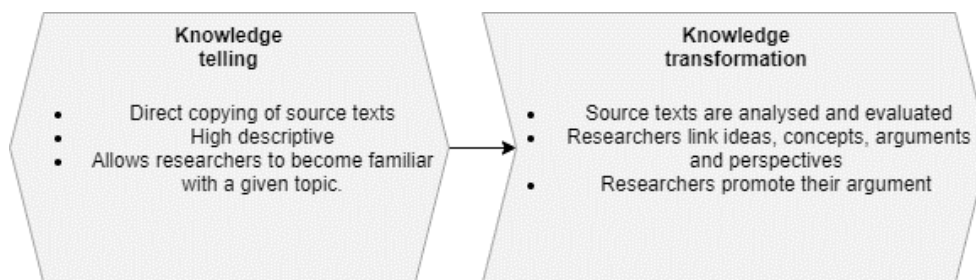 Knowledge
telling
• Direct copying of source texts
• High descriptive
• Allows researchers to become familiar
with a given topic.
Knowledge
transformation
• Source texts are analysed and evaluated
• Researchers link ideas, concepts, arguments
and perspectives
• Researchers promote their argument